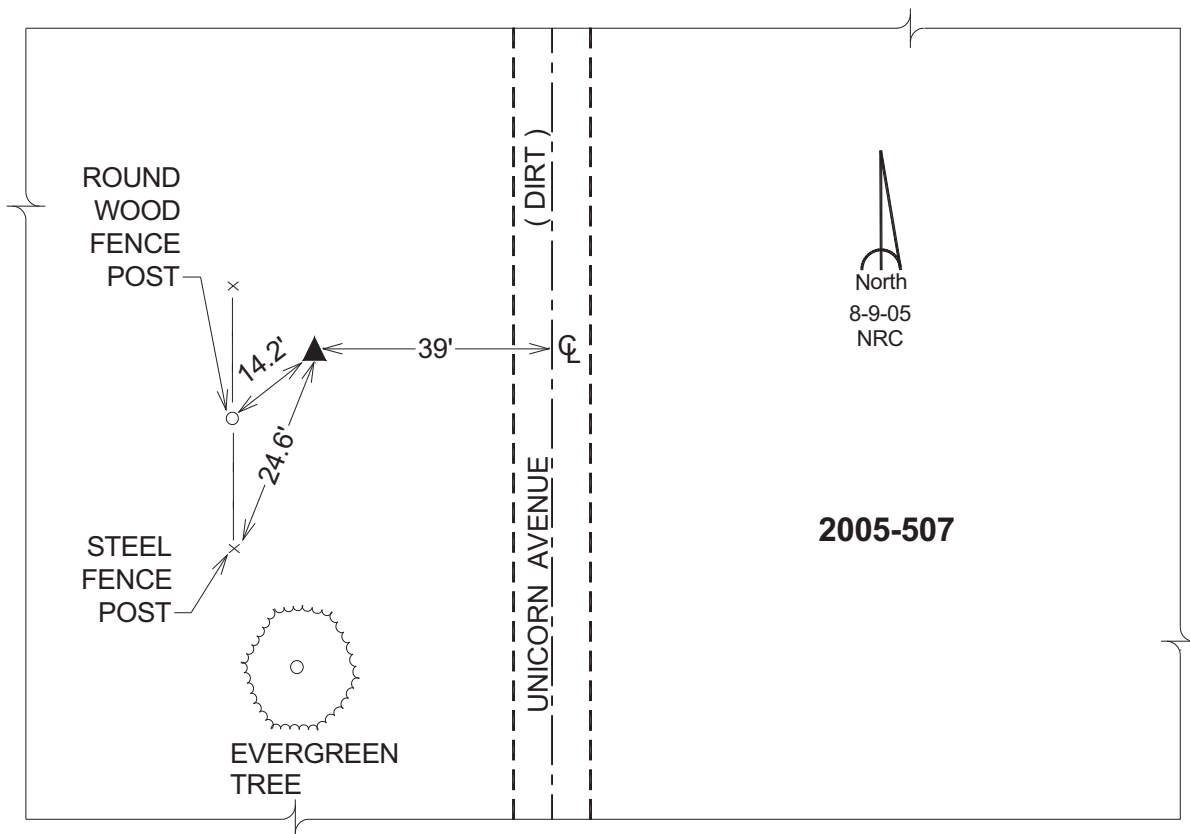 ROUND
WOOD
FENCE
POST
14.2'
39'
℄
24.6'
STEEL
FENCE
POST
EVERGREEN
TREE
( DIRT )
UNICORN AVENUE
North
8-9-05
NRC
2005-507